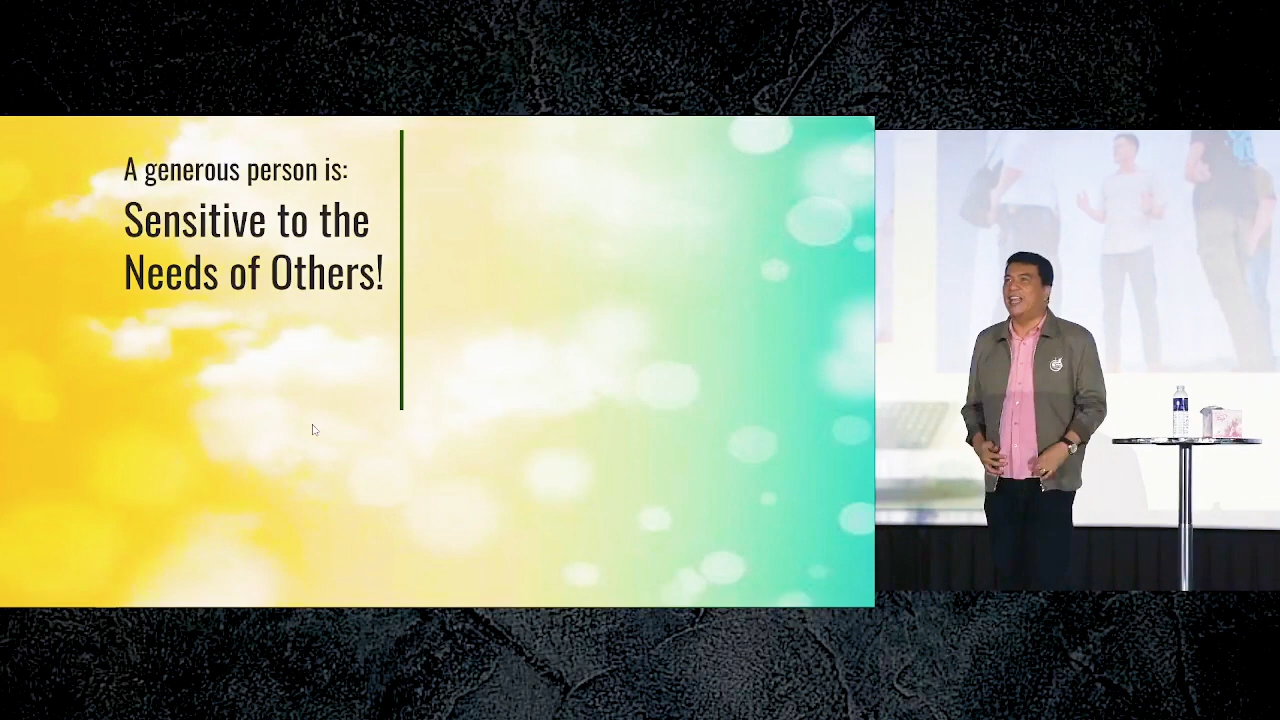 A generous person is:
Sensitive to the
Needs of Others!